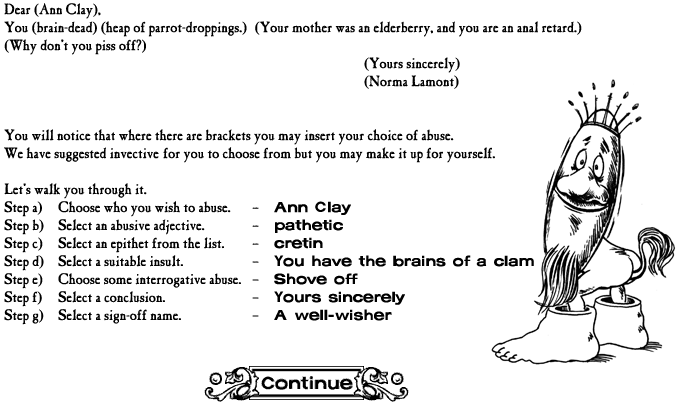 Dear (Ann Clay),
You (brain-dead) (heap of parrot-droppings.) (Your mother was an elderberry, and you are an anal retard.)
(Why don't you piss off?)
(Yours sincerely)
(Norma Lamont)
You will notice that where there are brackets you may insert your choice of abuse.
We have suggested invective for you to choose from but you may make it up for yourself.
Let's walk you through it.
Step a) Choose who you wish to abuse. - Ann Clay
Step b) Select an abusive adjective. - pathetic
Step c) Select an epithet from the list. - cretin
Step d) Select a suitable insult. - You have the brains of a clam
Step e) Choose some interrogative abuse. - Shove off
Step f) Select a conclusion. - Yours sincerely
Step g) Select a sign-off name. - A well-wisher
Continue